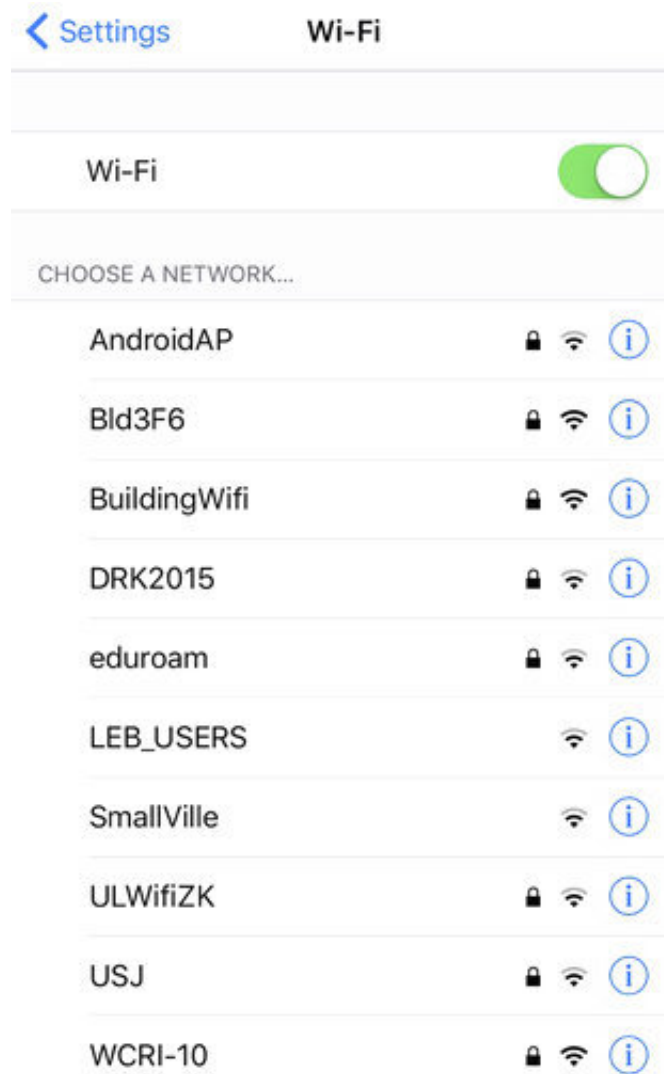 Settings Wi-Fi
Wi-Fi
CHOOSE A NETWORK...
AndroidAP
Bld3F6
BuildingWifi
DRK2015
eduroam
LEB_USERS
SmallVille
ULWifiZK
USJ
WCRI-10